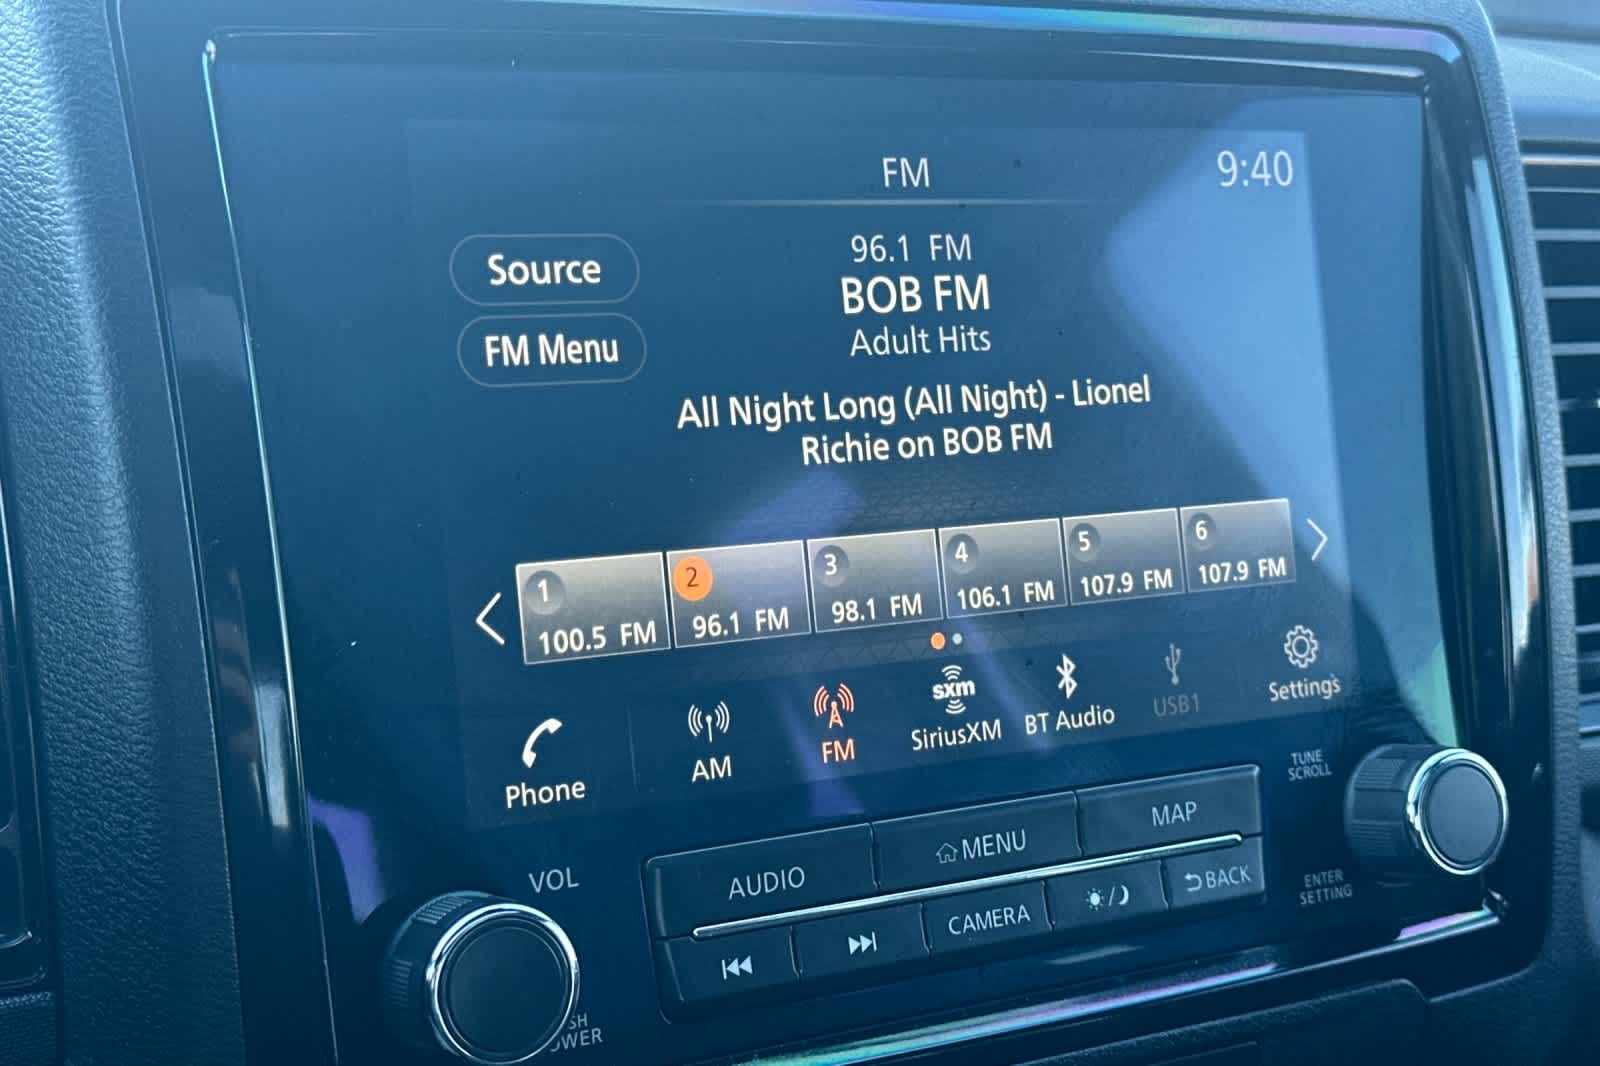 FM
9:40
Source
FM Menu
96.1 FM
BOB FM
Adult Hits
All Night Long (All Night) - Lionel
Richie on BOB FM
1
100.5 FM
2
96.1 FM
3
98.1 FM
4
106.1 FM
5
107.9 FM
6
107.9 FM
Phone
AM
FM
sxm
SiriusXM
BT Audio
USB1
Settings
TUNE
SCROLL
VOL
AUDIO
MENU
MAP
CAMERA
BACK
ENTER
SETTING